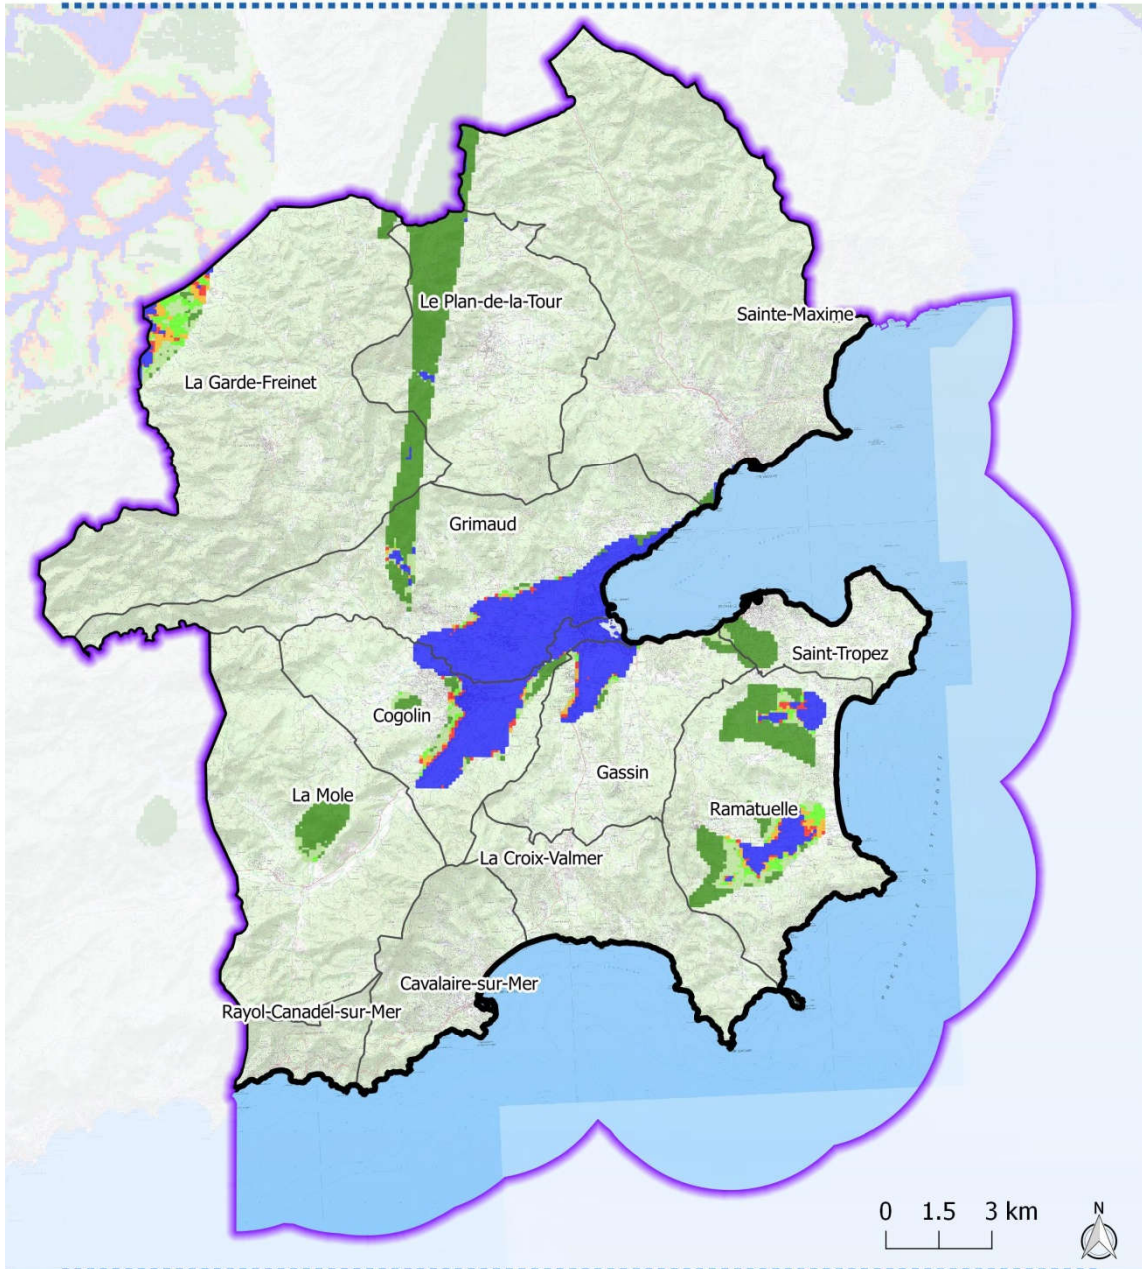 Le Plan-de-la-Tour
Sainte-Maxime
La Garde-Freinet
Grimaud
Saint-Tropez
Cogolin
Gassin
La Mole
Ramatuelle
La Croix-Valmer
Cavalaire-sur-Mer
Rayol-Canadel-sur-Mer
0 1.5 3 km
N